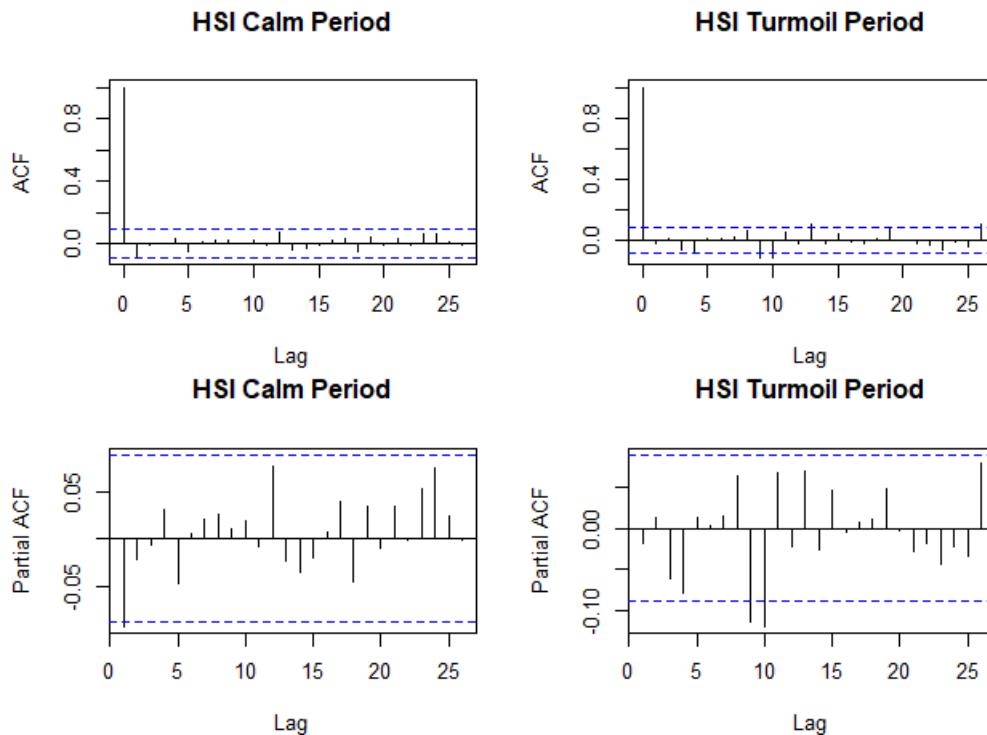 HSI Calm Period
ACF
0.0 0.4 0.8
0 5 10 15 20 25
Lag
HSI Turmoil Period
ACF
0.0 0.4 0.8
0 5 10 15 20 25
Lag
HSI Calm Period
Partial ACF
-0.05 0.05
0 5 10 15 20 25
Lag
HSI Turmoil Period
Partial ACF
-0.10 0.00
0 5 10 15 20 25
Lag